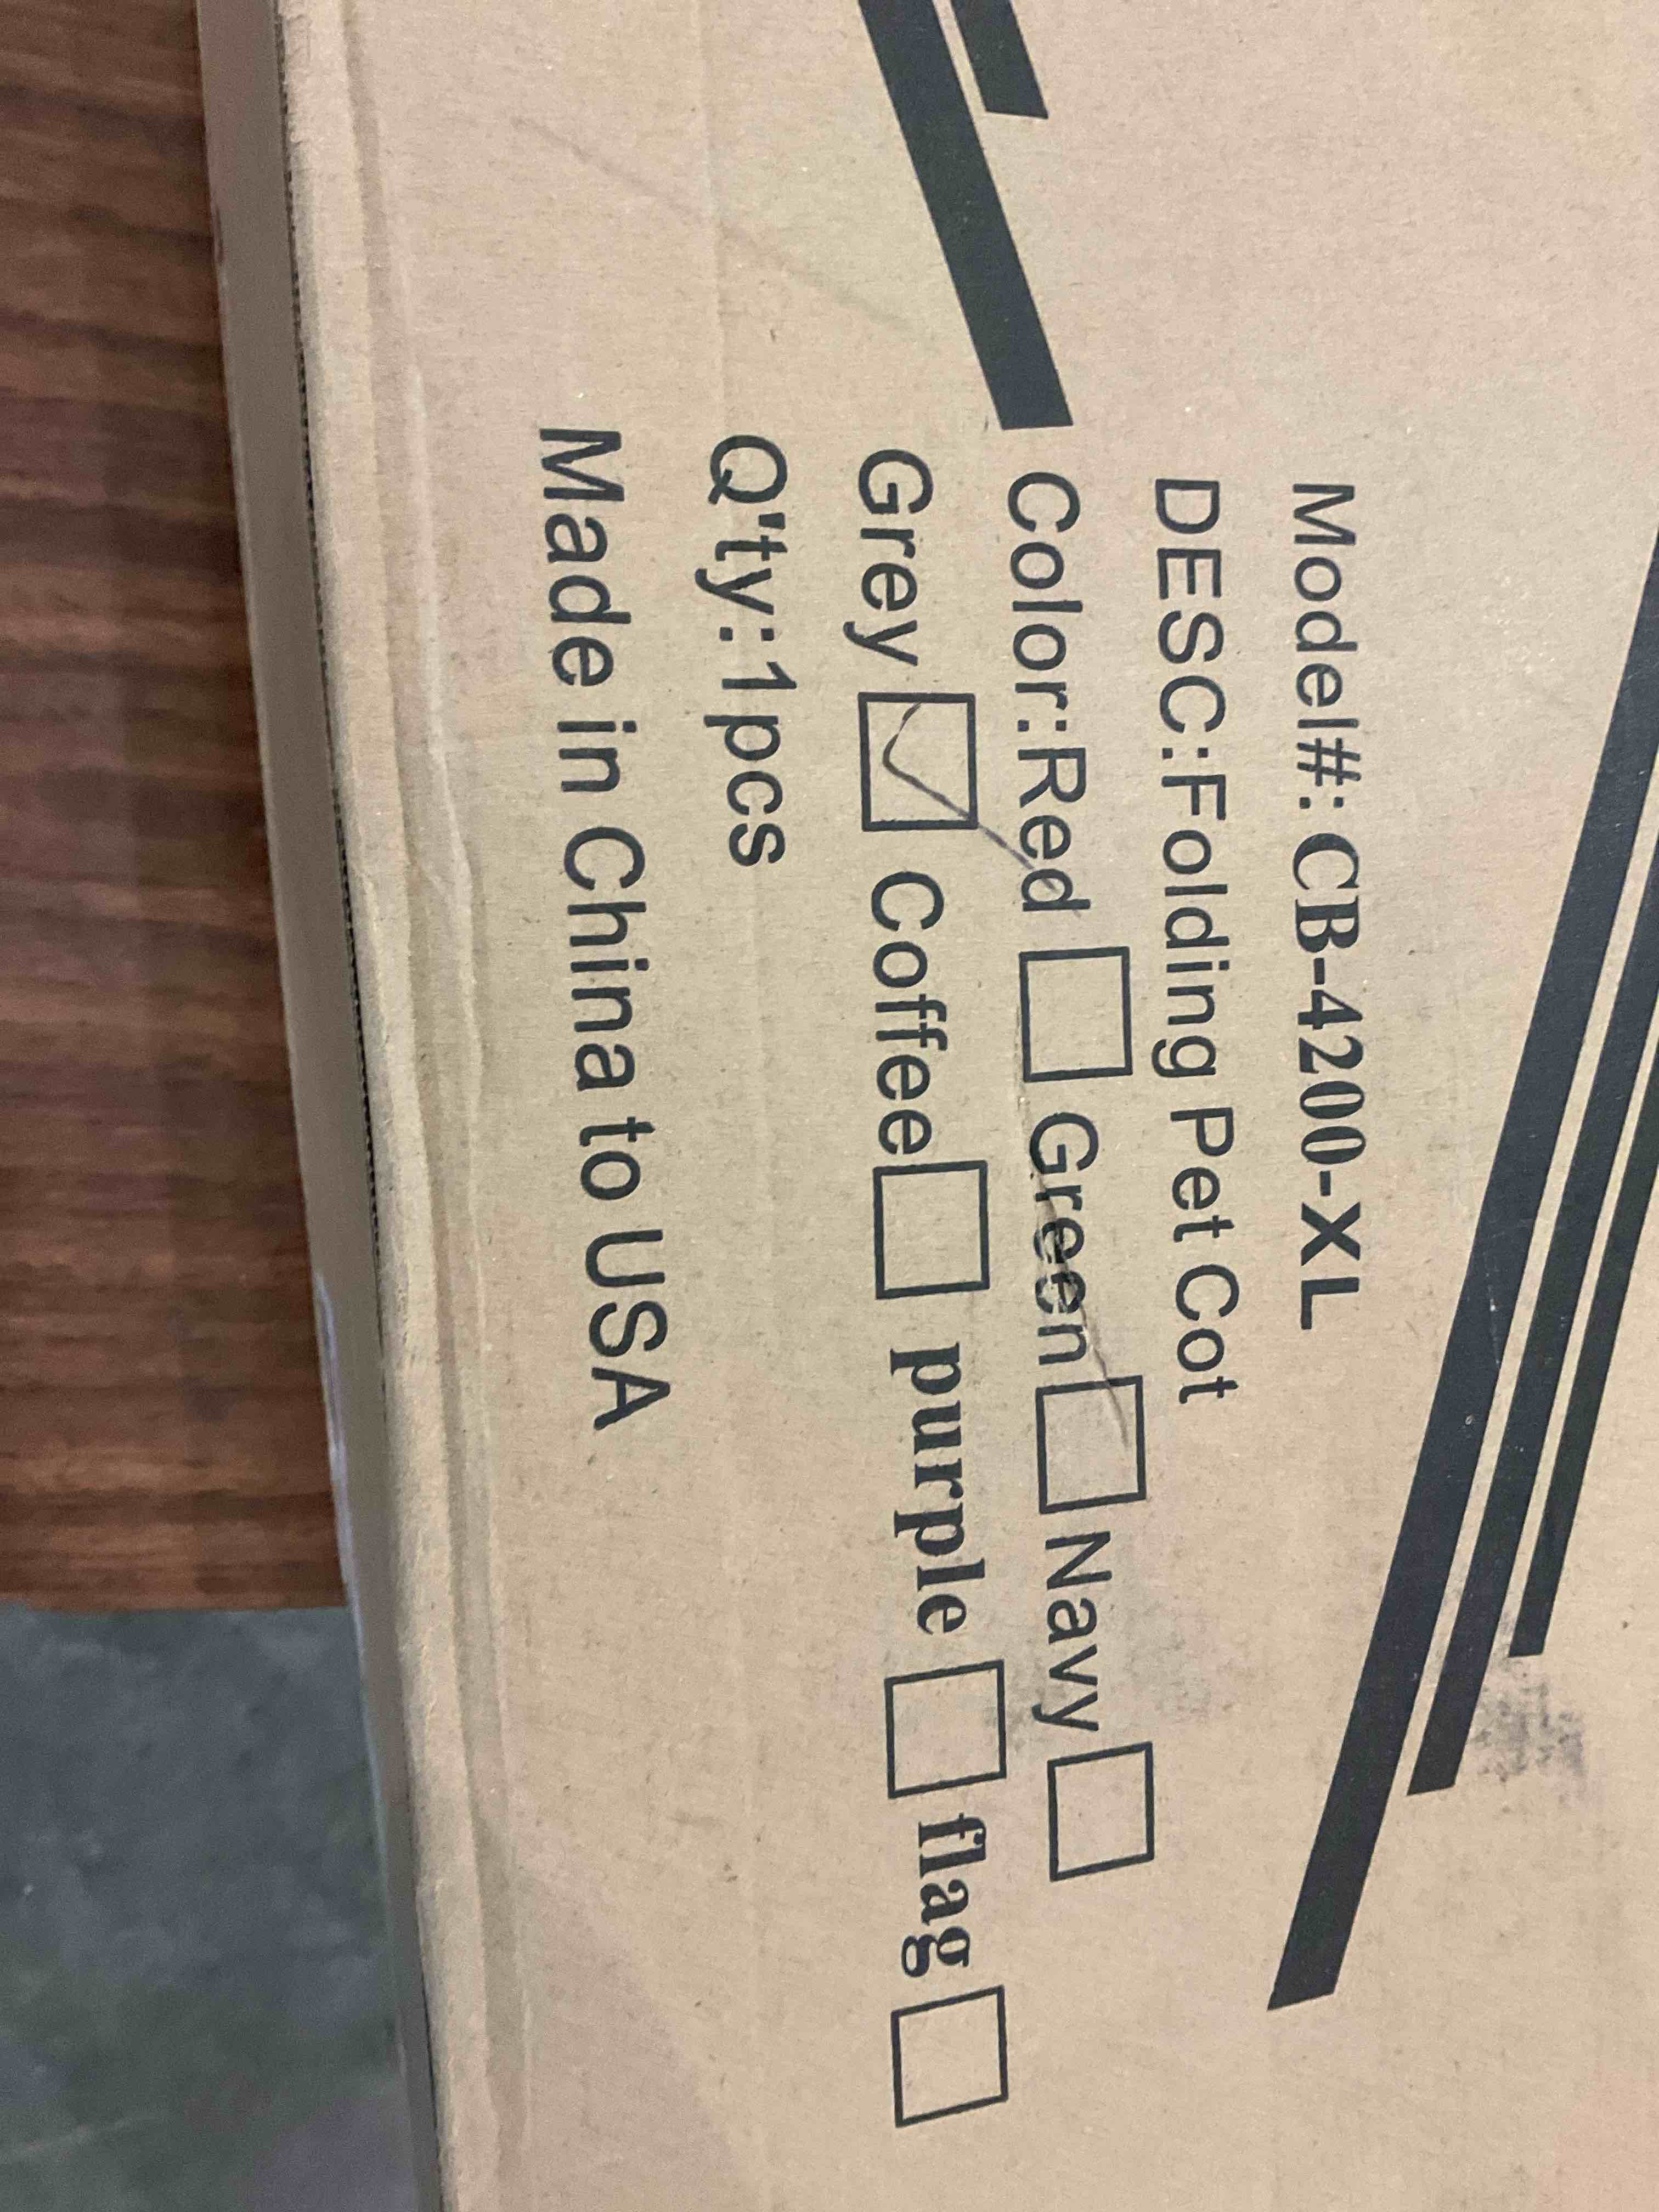 Model#: CB-4200-XL
DESC:Folding Pet Cot
Color:Red □ Green □ Navy □
Grey ☑ Coffee □ purple □ flag □
Q'ty:1pcs
Made in China to USA